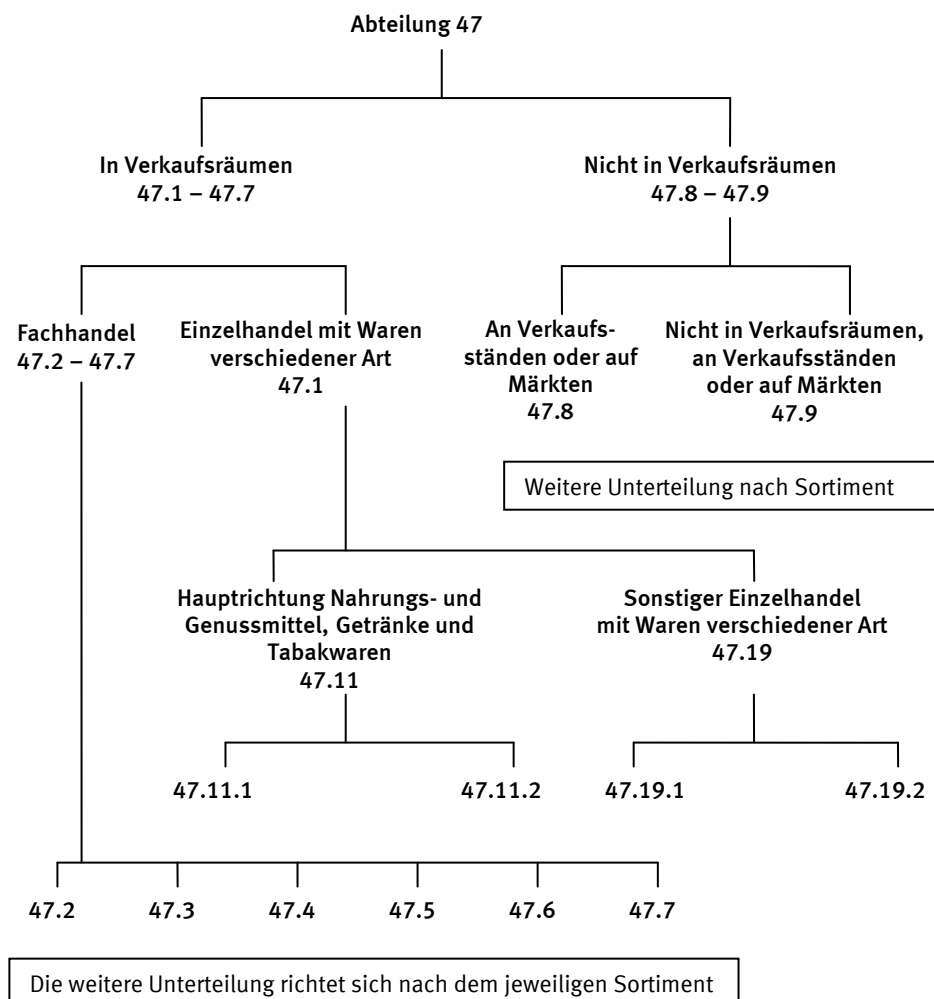 Abteilung 47
In Verkaufsräumen
47.1 – 47.7
Nicht in Verkaufsräumen
47.8 – 47.9
Fachhandel
47.2 – 47.7
Einzelhandel mit Waren
verschiedener Art
47.1
An Verkaufs-
ständen oder auf
Märkten
47.8
Nicht in Verkaufsräumen,
an Verkaufsständen
oder auf Märkten
47.9
Weitere Unterteilung nach Sortiment
Hauptrichtung Nahrungs- und
Genussmittel, Getränke und
Tabakwaren
47.11
Sonstiger Einzelhandel
mit Waren verschiedener Art
47.19
47.11.1
47.11.2
47.19.1
47.19.2
47.2
47.3
47.4
47.5
47.6
47.7
Die weitere Unterteilung richtet sich nach dem jeweiligen Sortiment